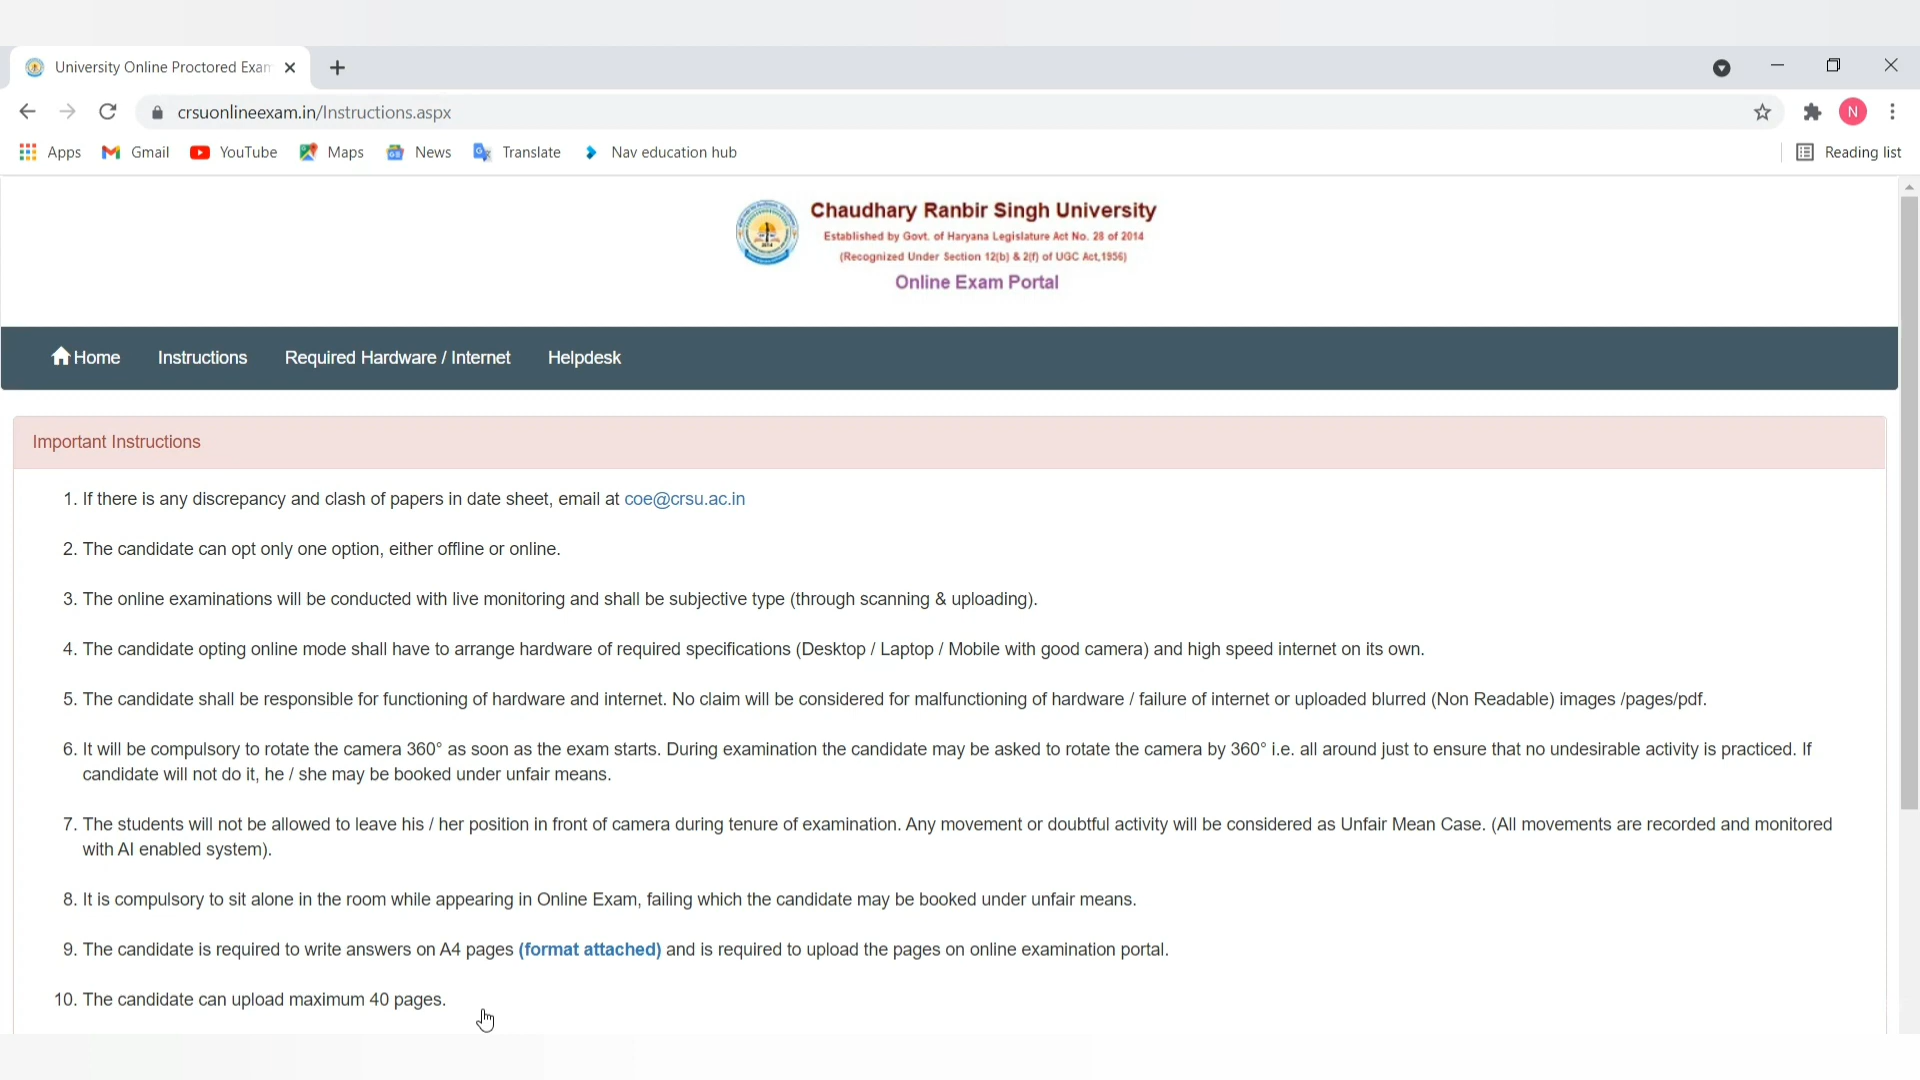 University Online Proctored Exam
crsuonlineexam.in/Instructions.aspx
N
Apps Gmail YouTube Maps News Translate Nav education hub Reading list
Chaudhary Ranbir Singh University
Established by Govt. of Haryana Legislature Act No. 28 of 2014
(Recognized Under Section 12(b) & 2(f) of UGC Act,1956)
Online Exam Portal
Home Instructions Required Hardware / Internet Helpdesk
Important Instructions
1. If there is any discrepancy and clash of papers in date sheet, email at coe@crsu.ac.in
2. The candidate can opt only one option, either offline or online.
3. The online examinations will be conducted with live monitoring and shall be subjective type (through scanning & uploading).
4. The candidate opting online mode shall have to arrange hardware of required specifications (Desktop / Laptop / Mobile with good camera) and high speed internet on its own.
5. The candidate shall be responsible for functioning of hardware and internet. No claim will be considered for malfunctioning of hardware / failure of internet or uploaded blurred (Non Readable) images /pages/pdf.
6. It will be compulsory to rotate the camera 360° as soon as the exam starts. During examination the candidate may be asked to rotate the camera by 360° i.e. all around just to ensure that no undesirable activity is practiced. If
candidate will not do it, he / she may be booked under unfair means.
7. The students will not be allowed to leave his / her position in front of camera during tenure of examination. Any movement or doubtful activity will be considered as Unfair Mean Case. (All movements are recorded and monitored
with AI enabled system).
8. It is compulsory to sit alone in the room while appearing in Online Exam, failing which the candidate may be booked under unfair means.
9. The candidate is required to write answers on A4 pages (format attached) and is required to upload the pages on online examination portal.
10. The candidate can upload maximum 40 pages.